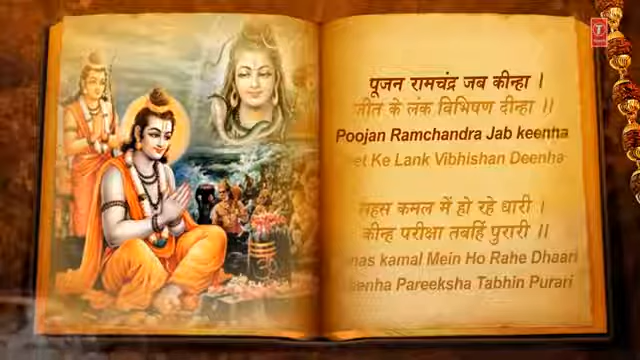 पूजन रामचंद्र जब कीन्हा ।
जीत के लंक विभिषण दीन्हा ।।
Poojan Ramchandra Jab keenha
Ke Lank Vibhishan Deenha
सहस कमल में हो रहे धारी ।
कीन्ह परीक्षा तबहिं पुरारी ।।
kamal Mein Ho Rahe Dhaari
Pareeksha Tabhin Purari